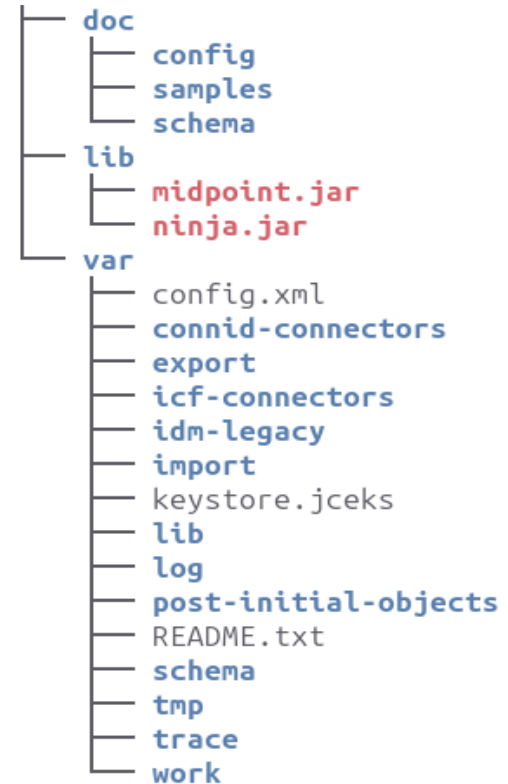 doc
config
samples
schema
lib
midpoint.jar
ninja.jar
var
config.xml
connid-connectors
export
icf-connectors
idm-legacy
import
keystore.jceks
lib
log
post-initial-objects
README.txt
schema
tmp
trace
work